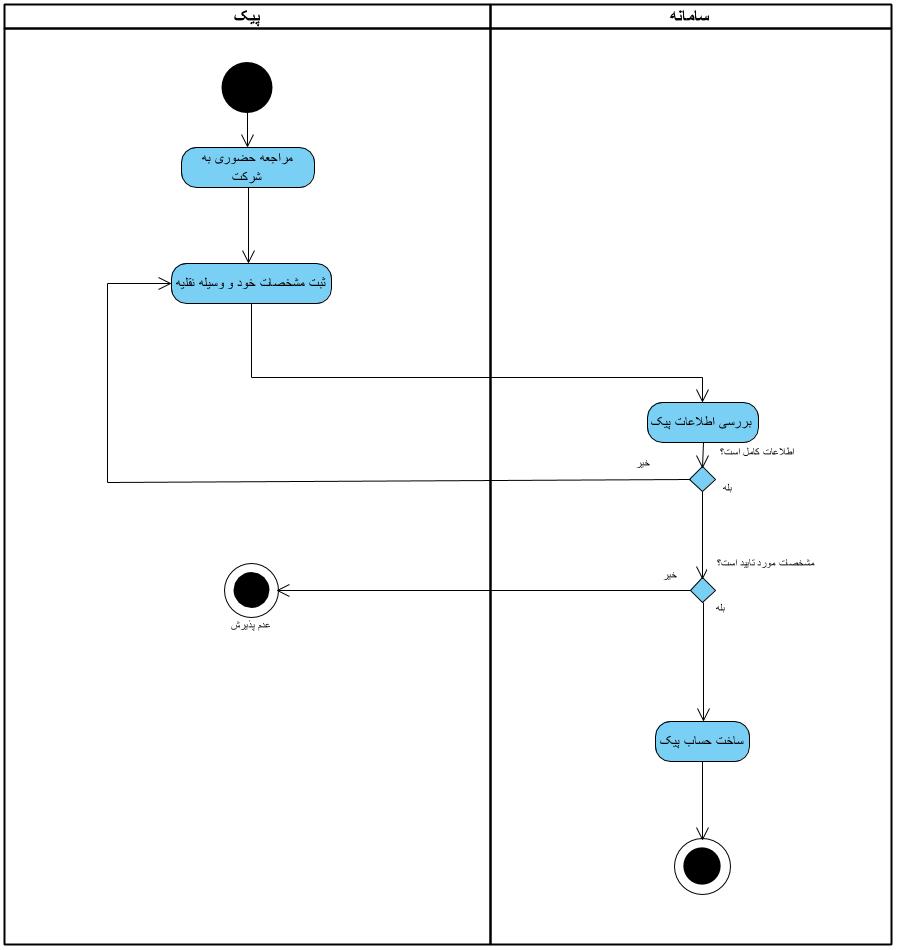 سامانه
پیک
مراجعه حضوری به
شرکت
ثبت مشخصات خود و وسیله نقلیه
بررسی اطلاعات پیک
اطلاعات کامل است؟
خیر
بله
مشخصات مورد تایید است؟
خیر
بله
عدم پذیرش
ساخت حساب پیک